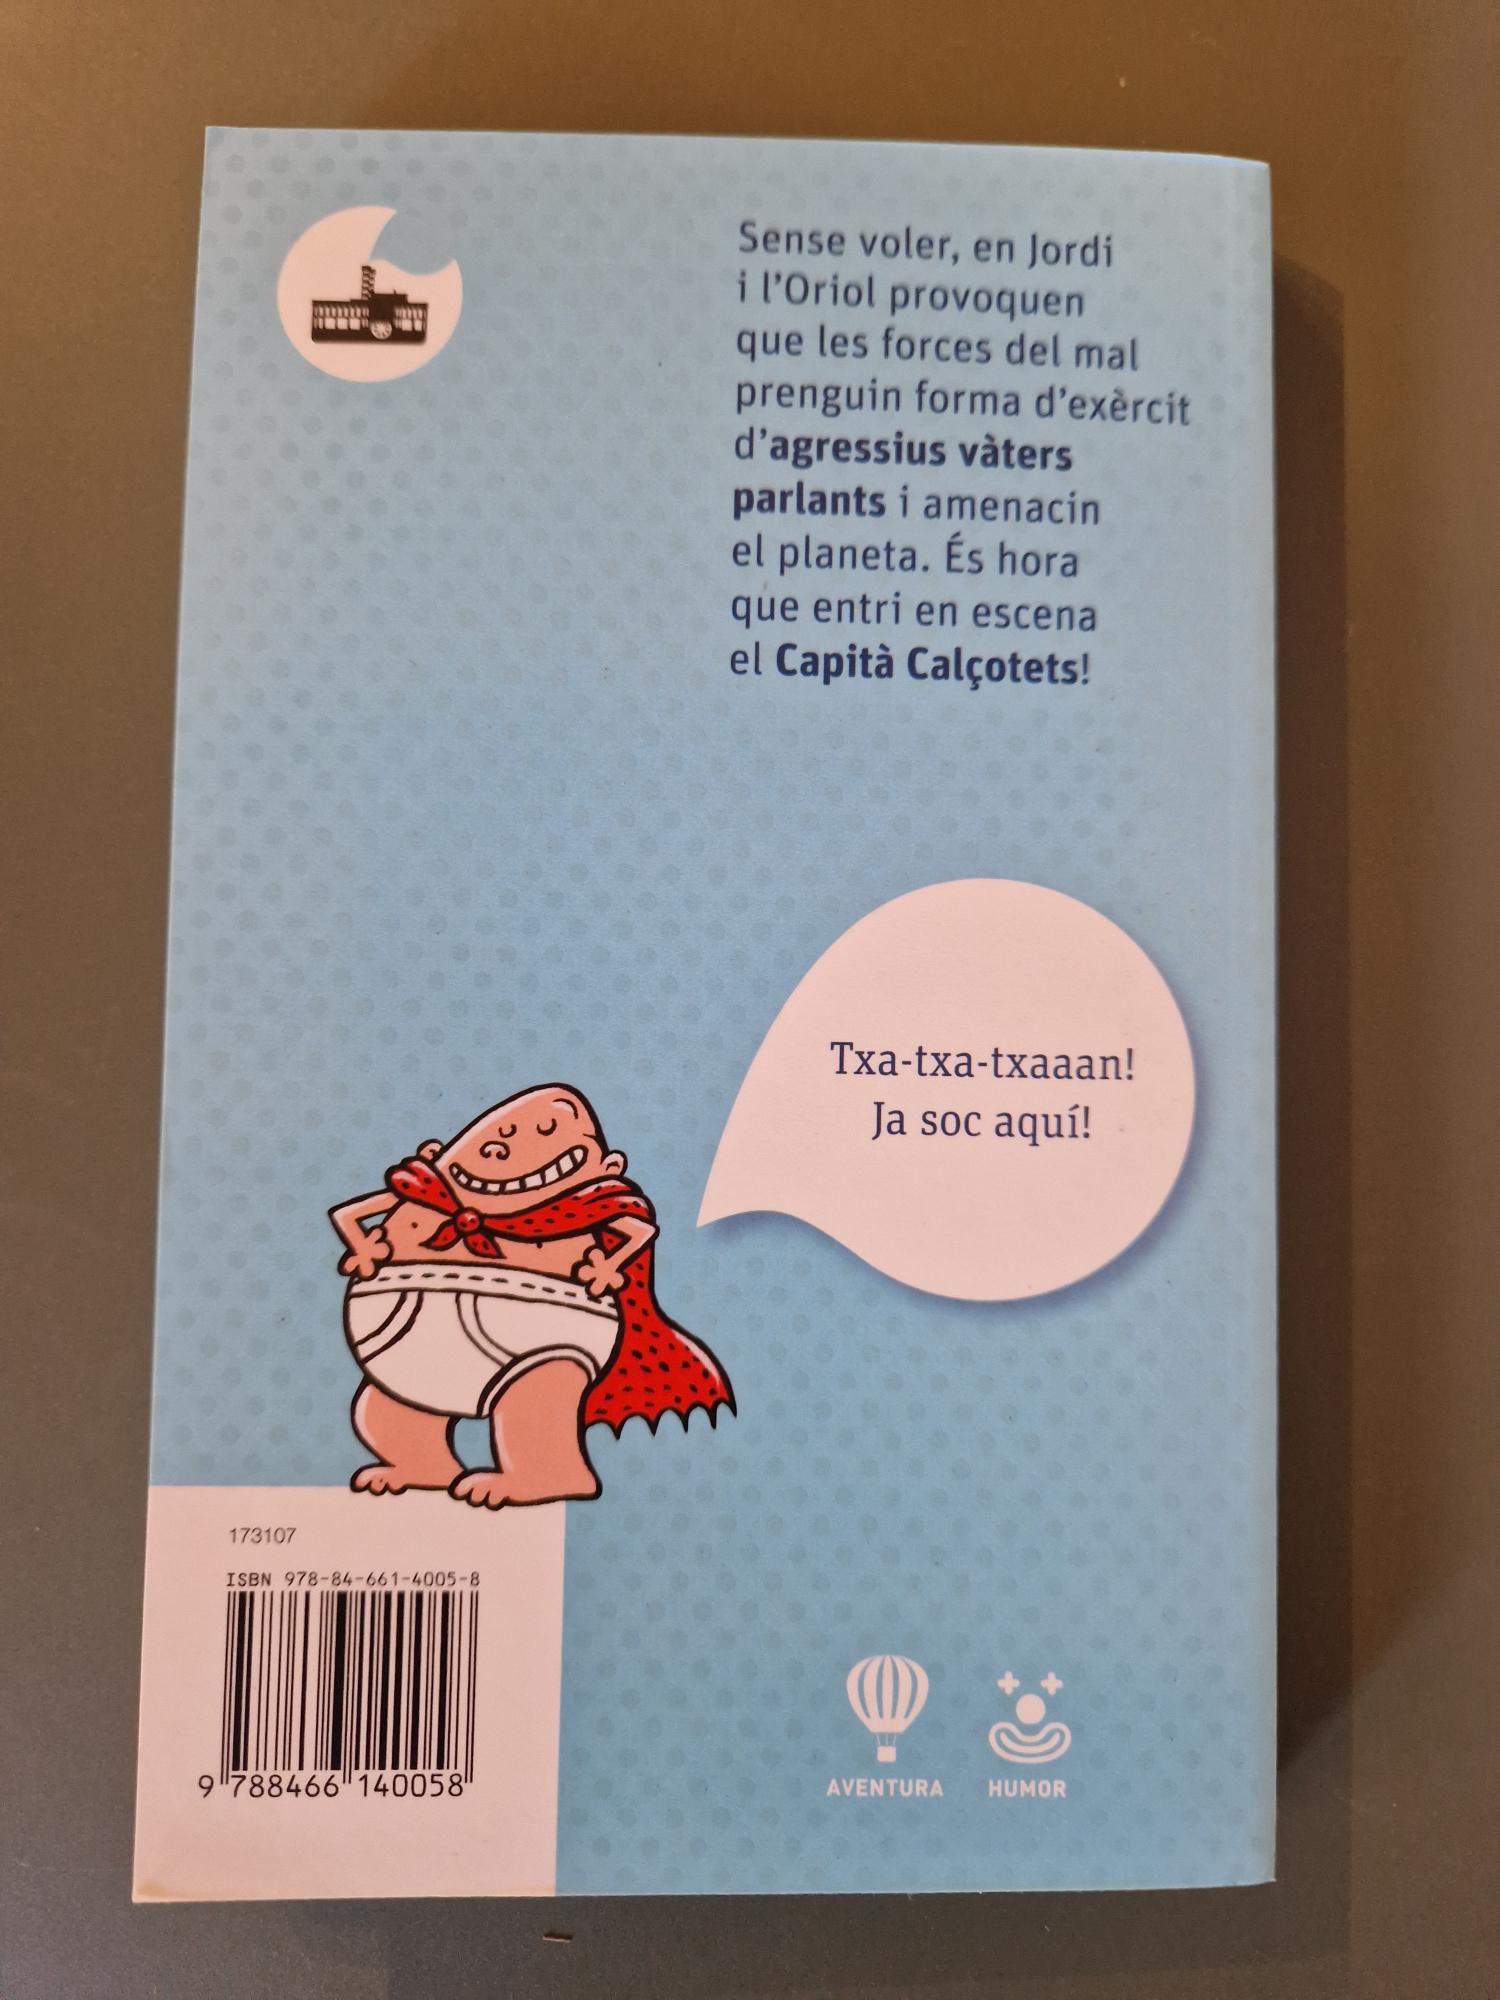 Sense voler, en Jordi
i l'Oriol provoquen
que les forces del mal
prenguin forma d'exèrcit
d'agressius vàters
parlants i amenacin
el planeta. És hora
que entri en escena
el Capità Calçotets!
Txa-txa-txaaan!
Ja soc aquí!
173107
ISBN 978-84-661-4005-8
9 788466 140058
AVENTURA
HUMOR